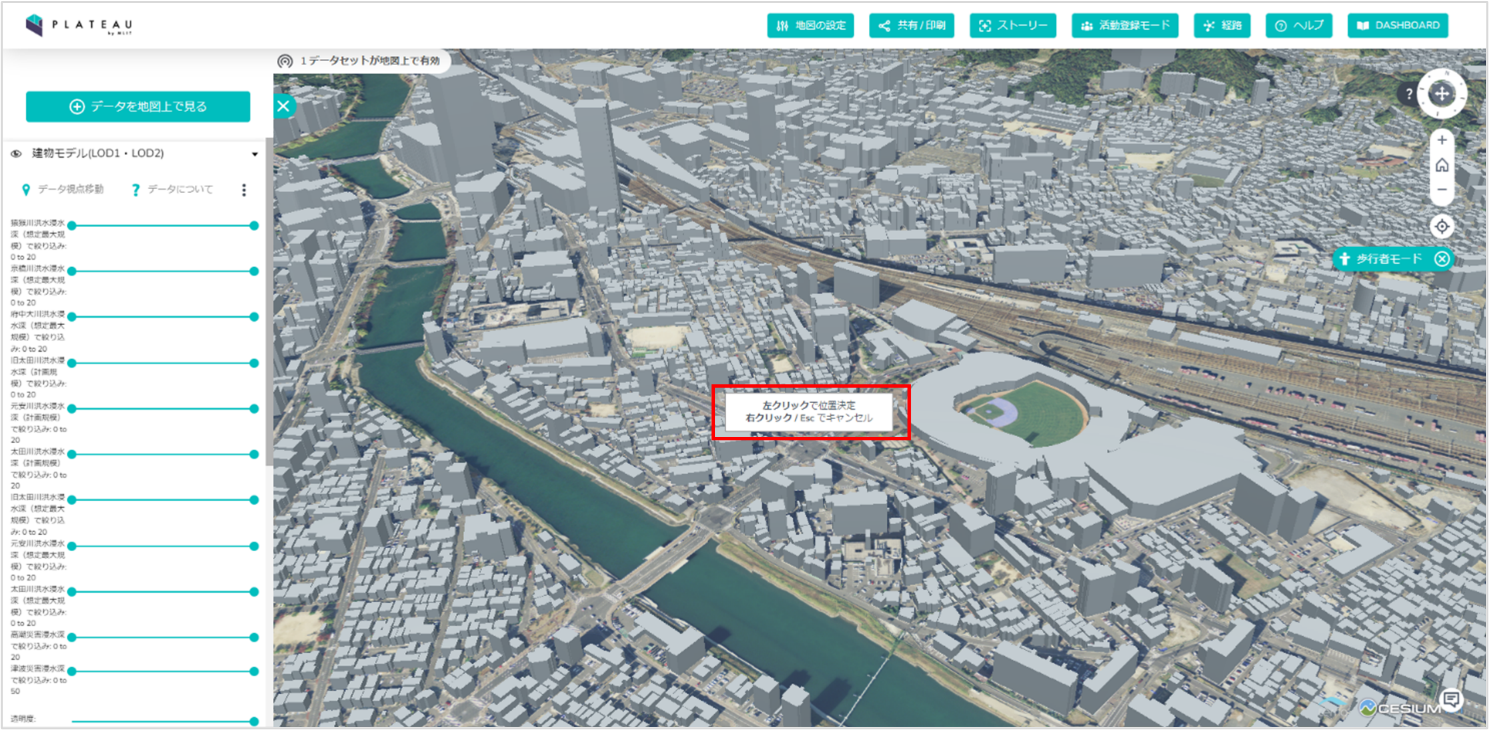 PLATEAU
by MLIT
地図の設定
共有/印刷
ストーリー
活動登録モード
経路
ヘルプ
DASHBOARD
1 データセットが地図上で有効
データを地図上で見る
建物モデル(LOD1・LOD2)
データ視点移動
データについて
猿猴川洪水浸水
深（想定最大規
模）で絞り込み:
0 to 20
京橋川洪水浸水
深（想定最大規
模）で絞り込み:
0 to 20
府中大川洪水浸
水深（想定最大
規模）で絞り込
み: 0 to 20
旧太田川洪水浸
水深（計画規
模）で絞り込み:
0 to 20
元安川洪水浸水
深（計画規模）
で絞り込み: 0 to
20
太田川洪水浸水
深（計画規模）
で絞り込み: 0 to
20
旧太田川洪水浸
水深（想定最大
規模）で絞り込
み: 0 to 20
元安川洪水浸水
深（想定最大規
模）で絞り込み:
0 to 20
太田川洪水浸水
深（想定最大規
模）で絞り込み:
0 to 20
高潮災害浸水深
で絞り込み: 0 to
20
津波災害浸水深
で絞り込み: 0 to
50
透明度:
歩行者モード
左クリックで位置決定
右クリック / Esc でキャンセル
CESIUM